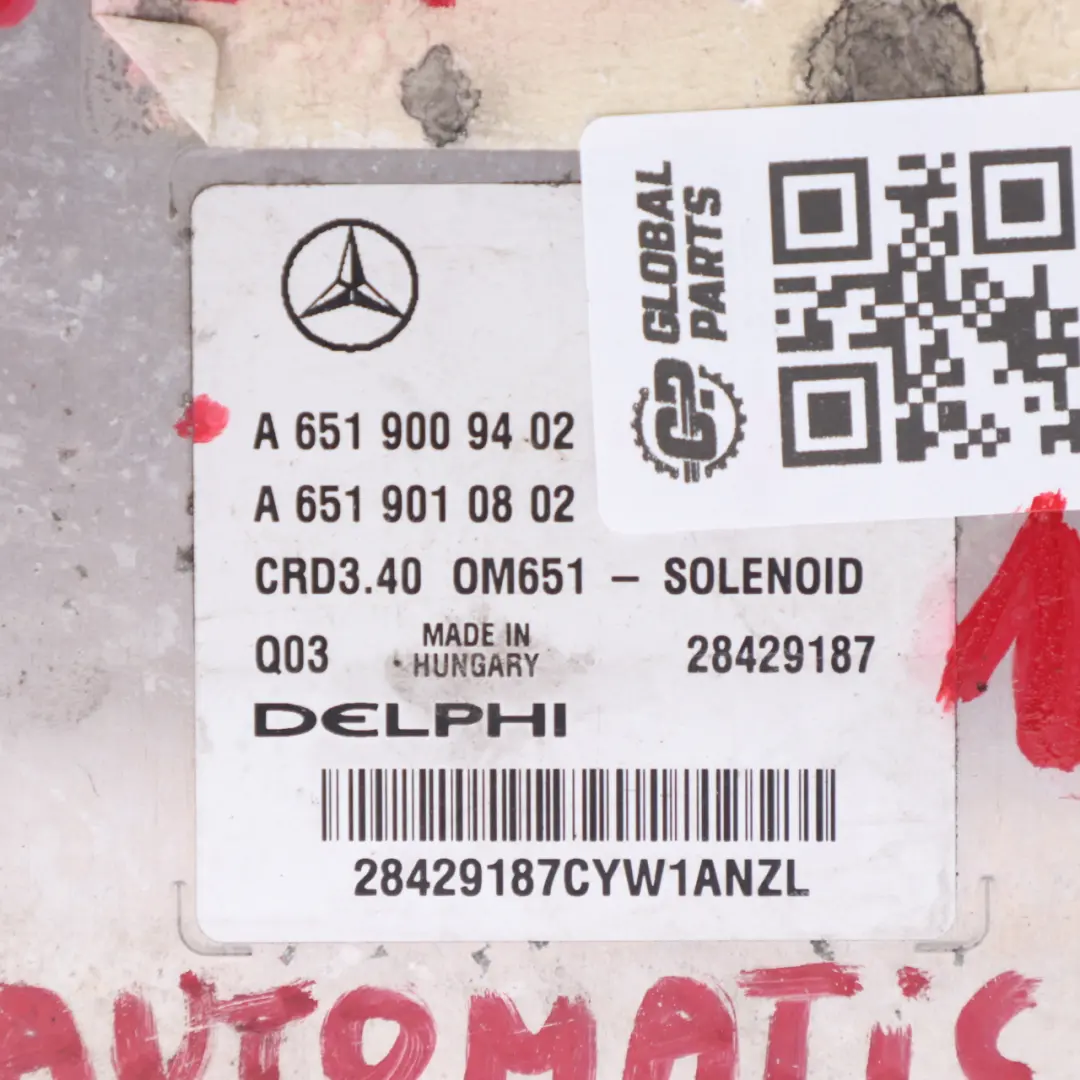 GLOBAL
PARTS
GP
A 651 900 94 02
A 651 901 08 02
CRD3.40 OM651 – SOLENOID
Q03 MADE IN HUNGARY 28429187
DELPHI
28429187CYW1ANZL
AUTOMATiC